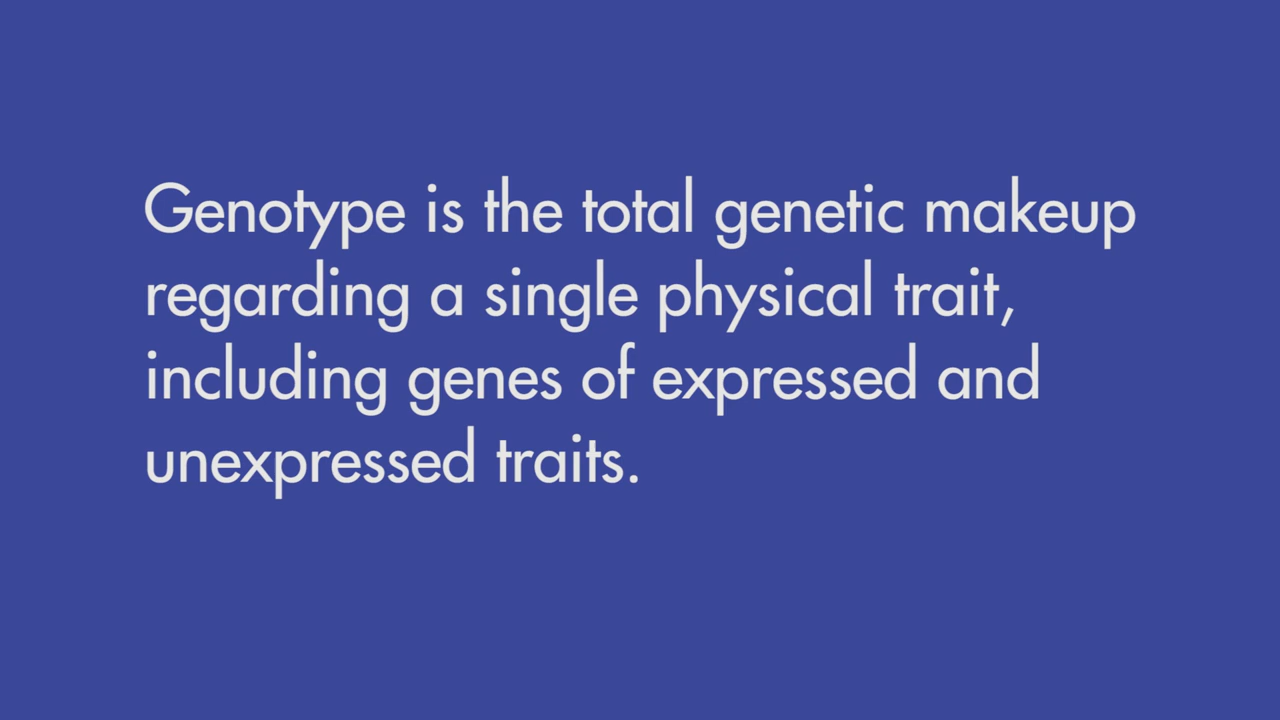 Genotype is the total genetic makeup
regarding a single physical trait,
including genes of expressed and
unexpressed traits.